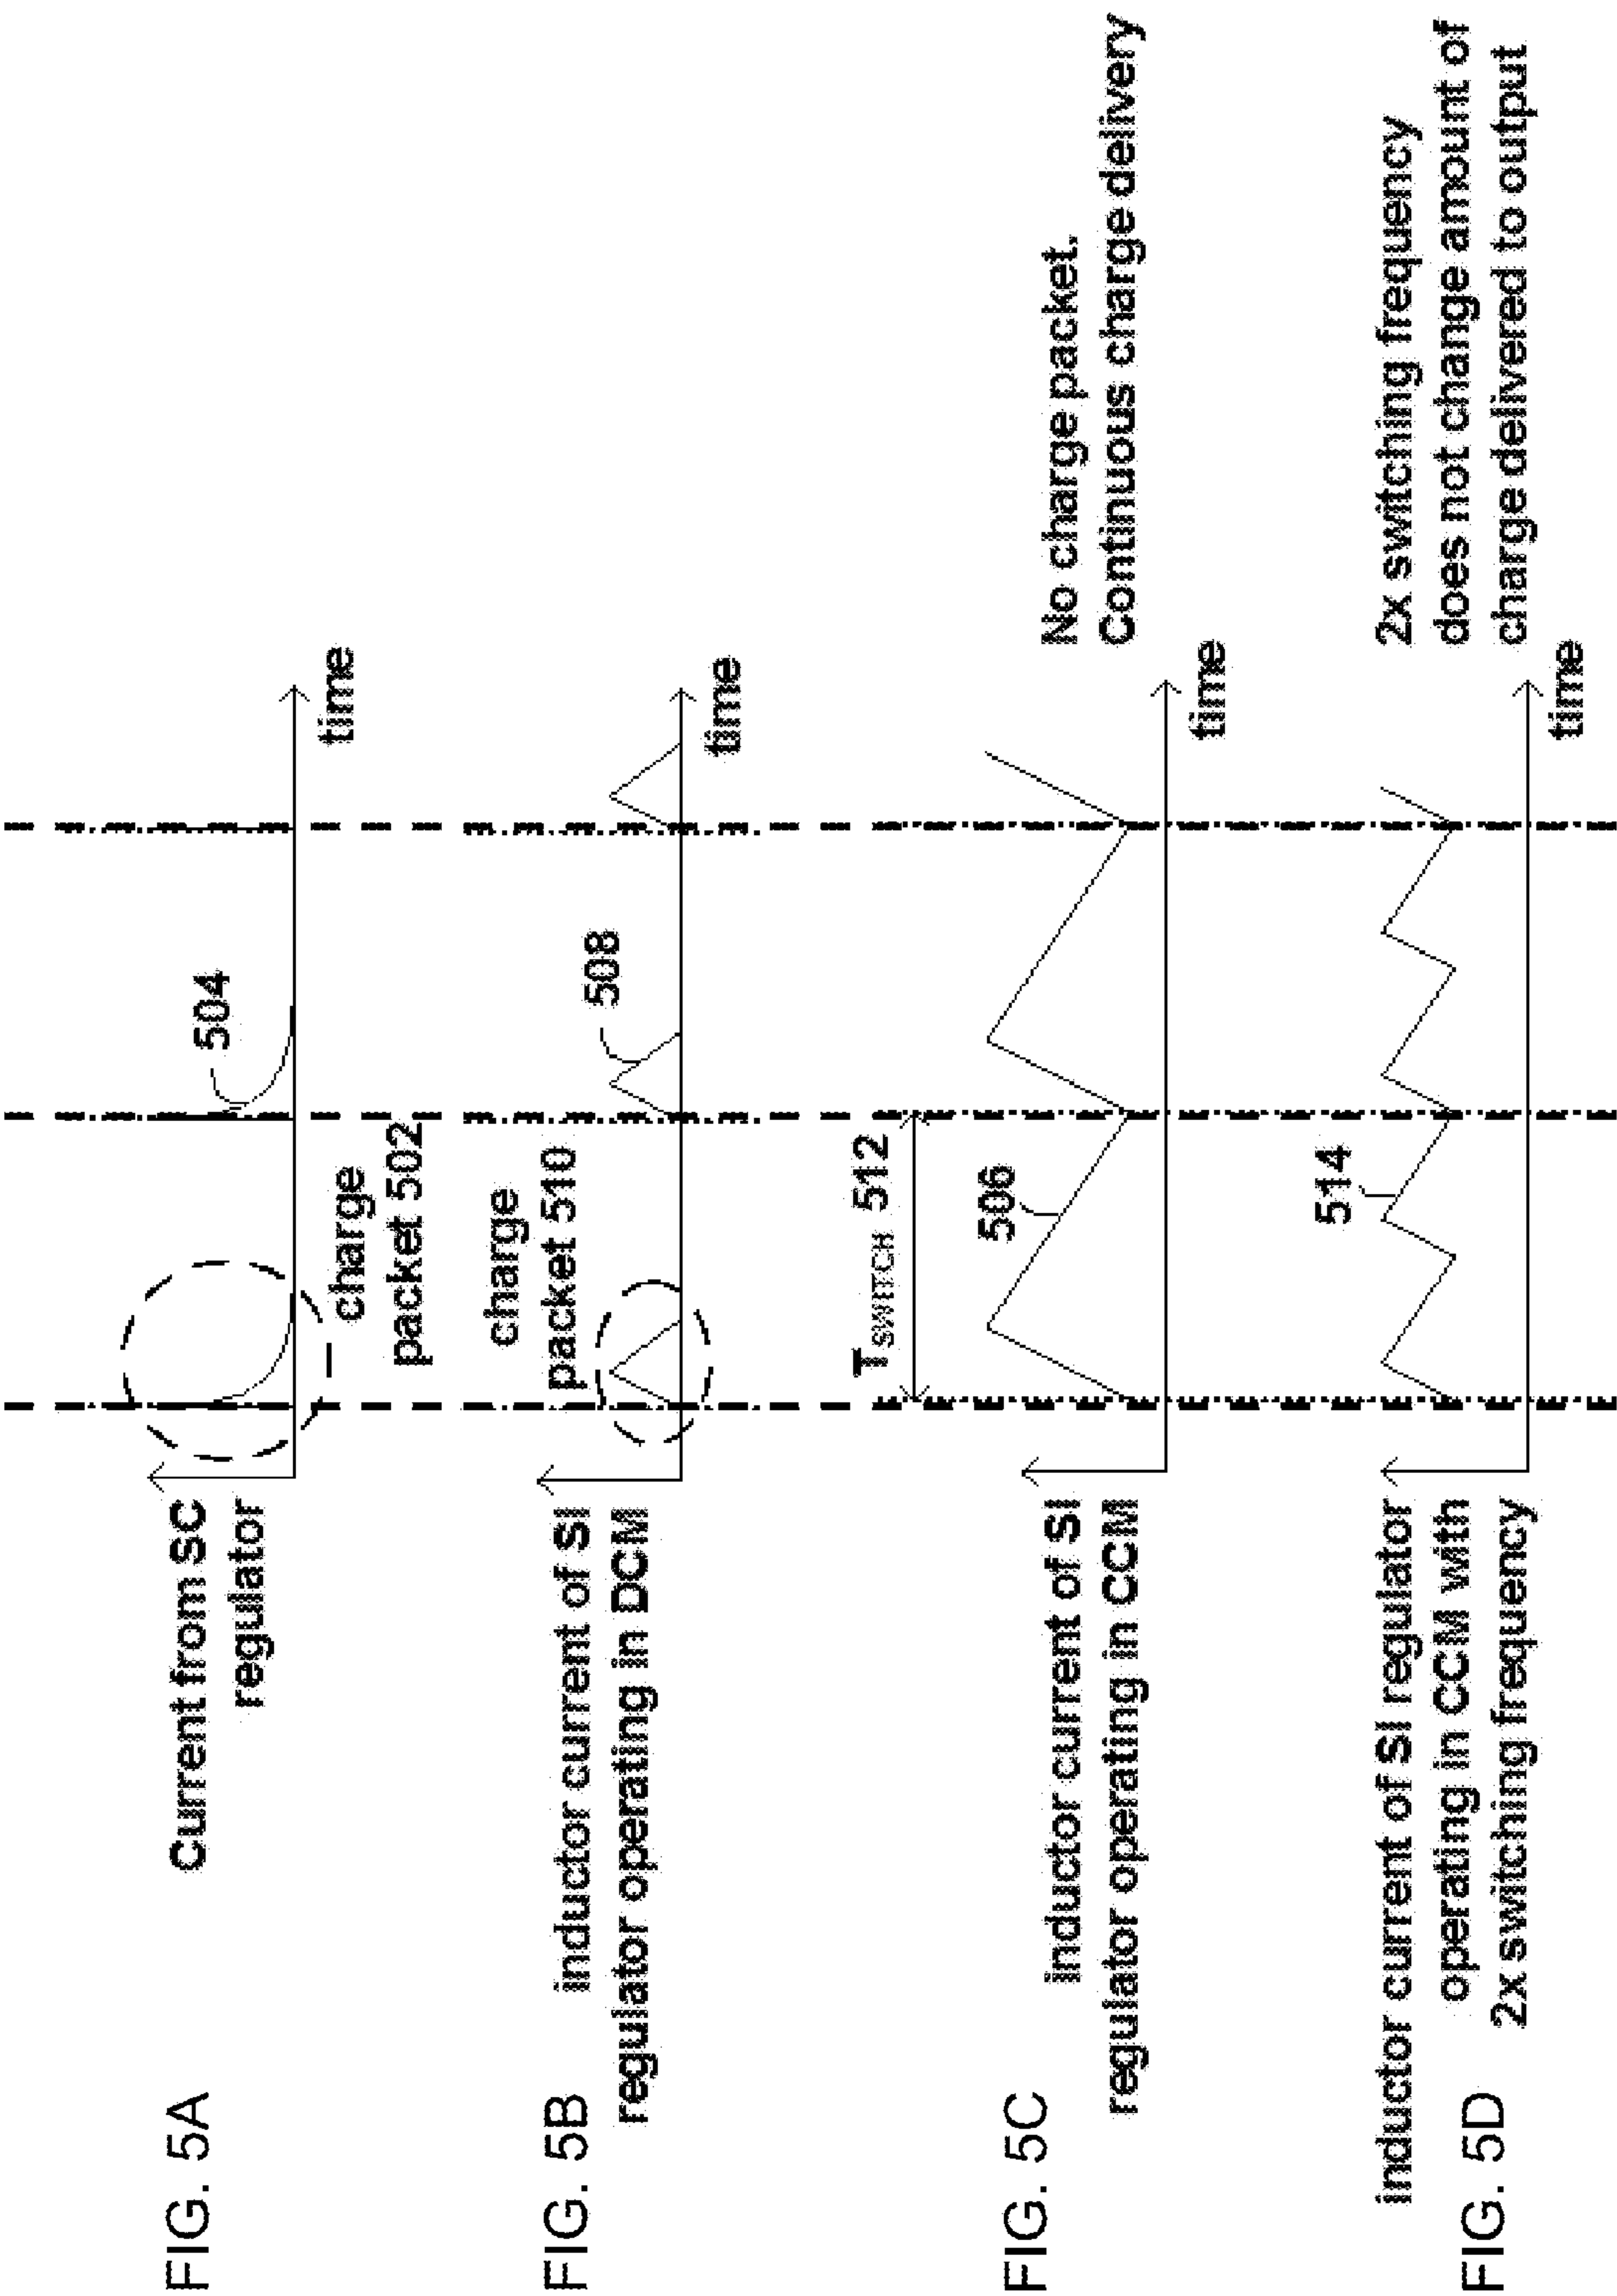 FIG. 5A
Current from SC
regulator
504
time
charge
packet 502
FIG. 5B
inductor current of SI
regulator operating in DCM
charge
packet 510
508
time
FIG. 5C
inductor current of SI
regulator operating in CCM
TSWITCH 512
506
time
No charge packet.
Continuous charge delivery
FIG. 5D
inductor current of SI regulator
operating in CCM with
2x switching frequency
514
time
2x switching frequency
does not change amount of
charge delivered to output